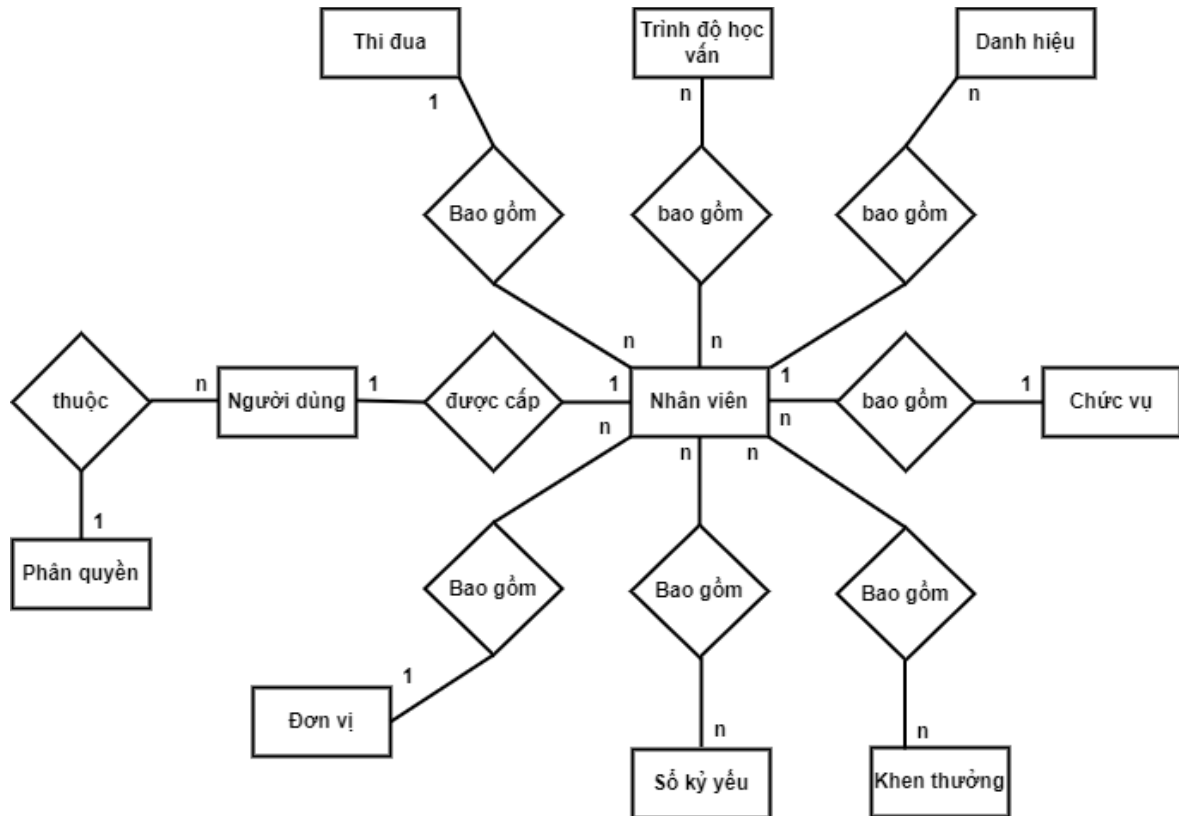 Thi đua
Trình độ học
vấn
Danh hiệu
1
n
n
Bao gồm
bao gồm
bao gồm
n
n
1
thuộc
n
Người dùng
1
được cấp
1
Nhân viên
n
bao gồm
1
Chức vụ
n
n
n
1
Phân quyền
Bao gồm
Bao gồm
Bao gồm
1
Đơn vị
n
n
Sổ kỷ yếu
Khen thưởng